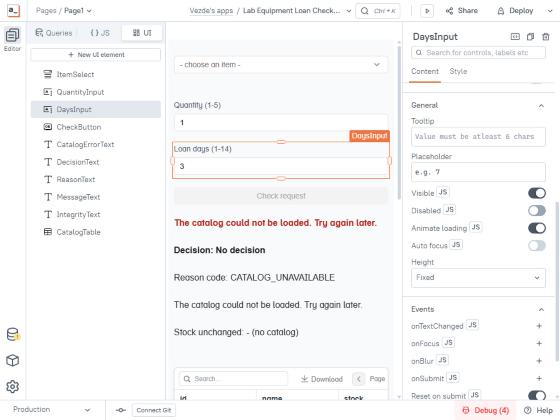 a_
Pages / Page1
Vezde's apps / Lab Equipment Loan Check...
Ctrl + K
Share
Deploy
Editor
Queries
JS
UI
New UI element
ItemSelect
QuantityInput
DaysInput
CheckButton
CatalogErrorText
DecisionText
ReasonText
MessageText
IntegrityText
CatalogTable
- choose an item -
Quantity (1-5)
1
DaysInput
Loan days (1-14)
3
Check request
The catalog could not be loaded. Try again later.
Decision: No decision
Reason code: CATALOG_UNAVAILABLE
The catalog could not be loaded. Try again later.
Stock unchanged: - (no catalog)
Search...
Download
Page
id name stock
DaysInput
Search for controls, labels etc
Content
Style
General
Tooltip
Value must be atleast 6 chars
Placeholder
e.g. 7
Visible JS
Disabled JS
Animate loading JS
Auto focus JS
Height
Fixed
Events
onTextChanged JS
onFocus JS
onBlur JS
onSubmit JS
Reset on submit JS
Production
Connect Git
Debug (4)
Help